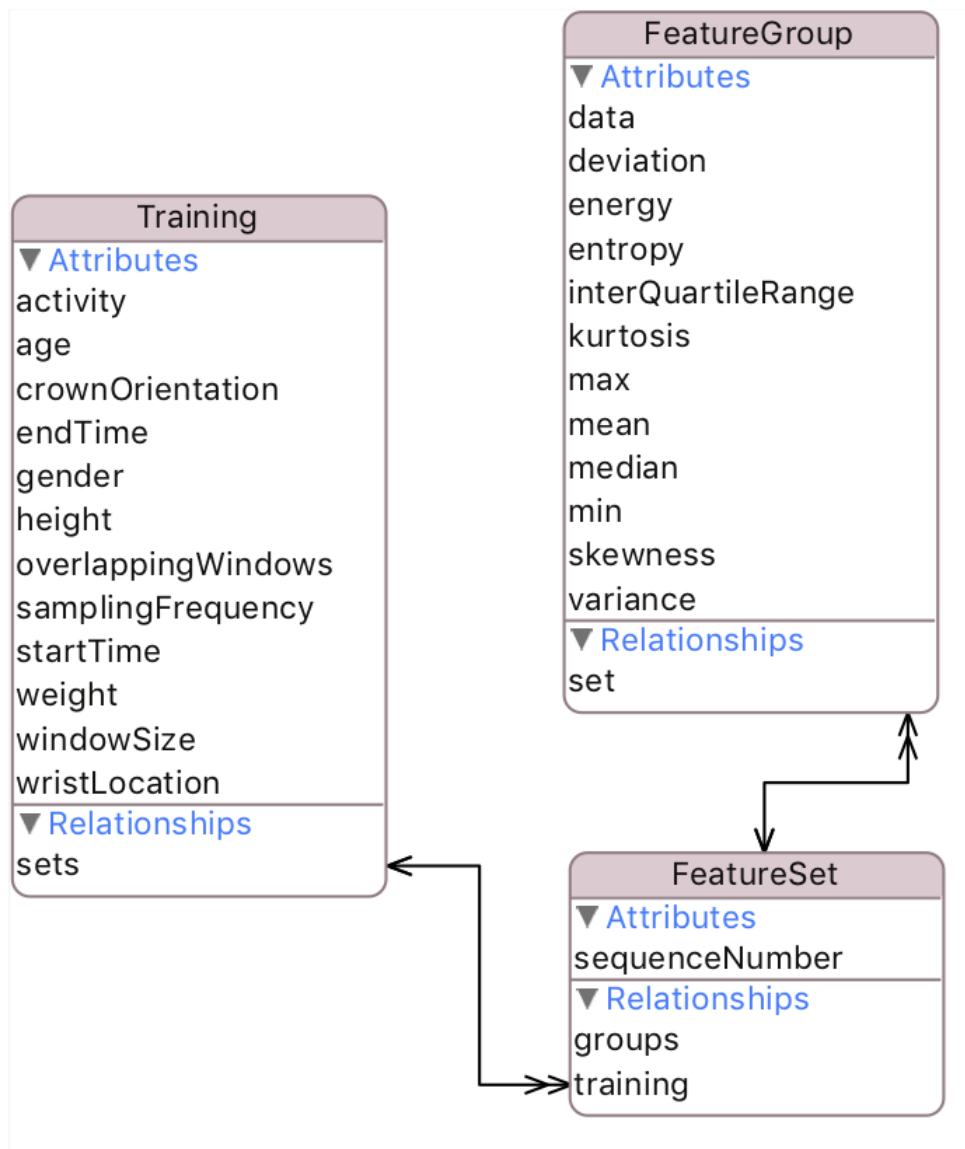 Training
Attributes
activity
age
crownOrientation
endTime
gender
height
overlappingWindows
samplingFrequency
startTime
weight
windowSize
wristLocation
Relationships
sets
FeatureGroup
Attributes
data
deviation
energy
entropy
interQuartileRange
kurtosis
max
mean
median
min
skewness
variance
Relationships
set
FeatureSet
Attributes
sequenceNumber
Relationships
groups
training